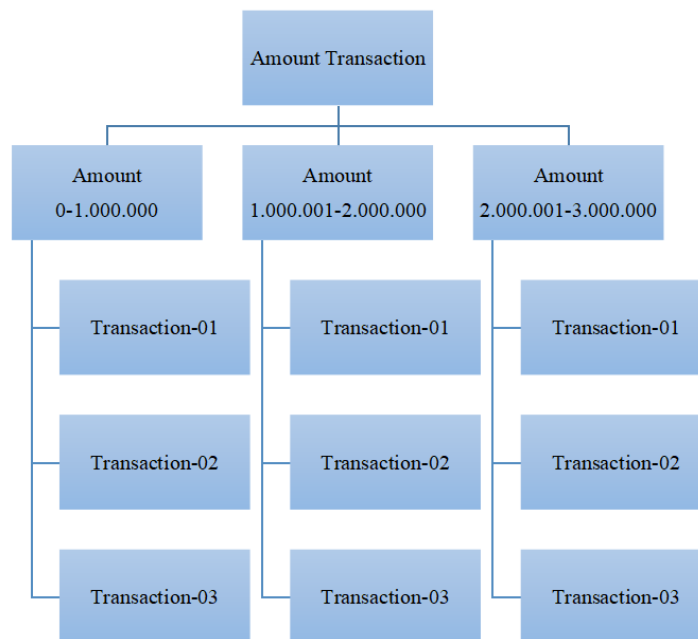 Amount Transaction
Amount
0-1.000.000
Amount
1.000.001-2.000.000
Amount
2.000.001-3.000.000
Transaction-01
Transaction-01
Transaction-01
Transaction-02
Transaction-02
Transaction-02
Transaction-03
Transaction-03
Transaction-03